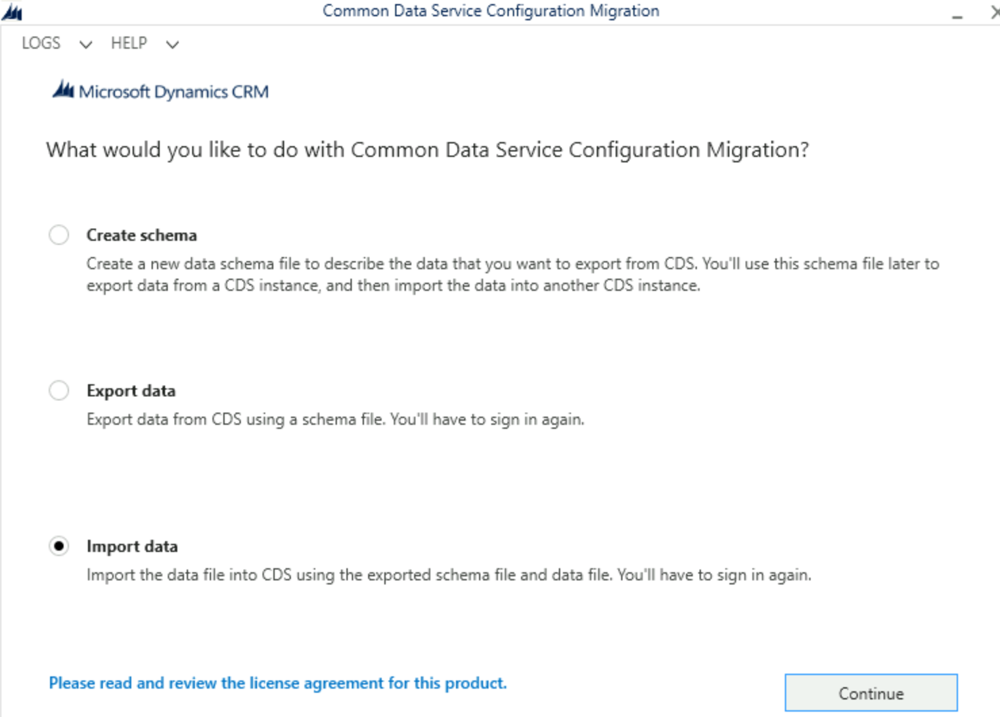 Common Data Service Configuration Migration
LOGS HELP
Microsoft Dynamics CRM
What would you like to do with Common Data Service Configuration Migration?
Create schema
Create a new data schema file to describe the data that you want to export from CDS. You'll use this schema file later to
export data from a CDS instance, and then import the data into another CDS instance.
Export data
Export data from CDS using a schema file. You'll have to sign in again.
Import data
Import the data file into CDS using the exported schema file and data file. You'll have to sign in again.
Please read and review the license agreement for this product.
Continue